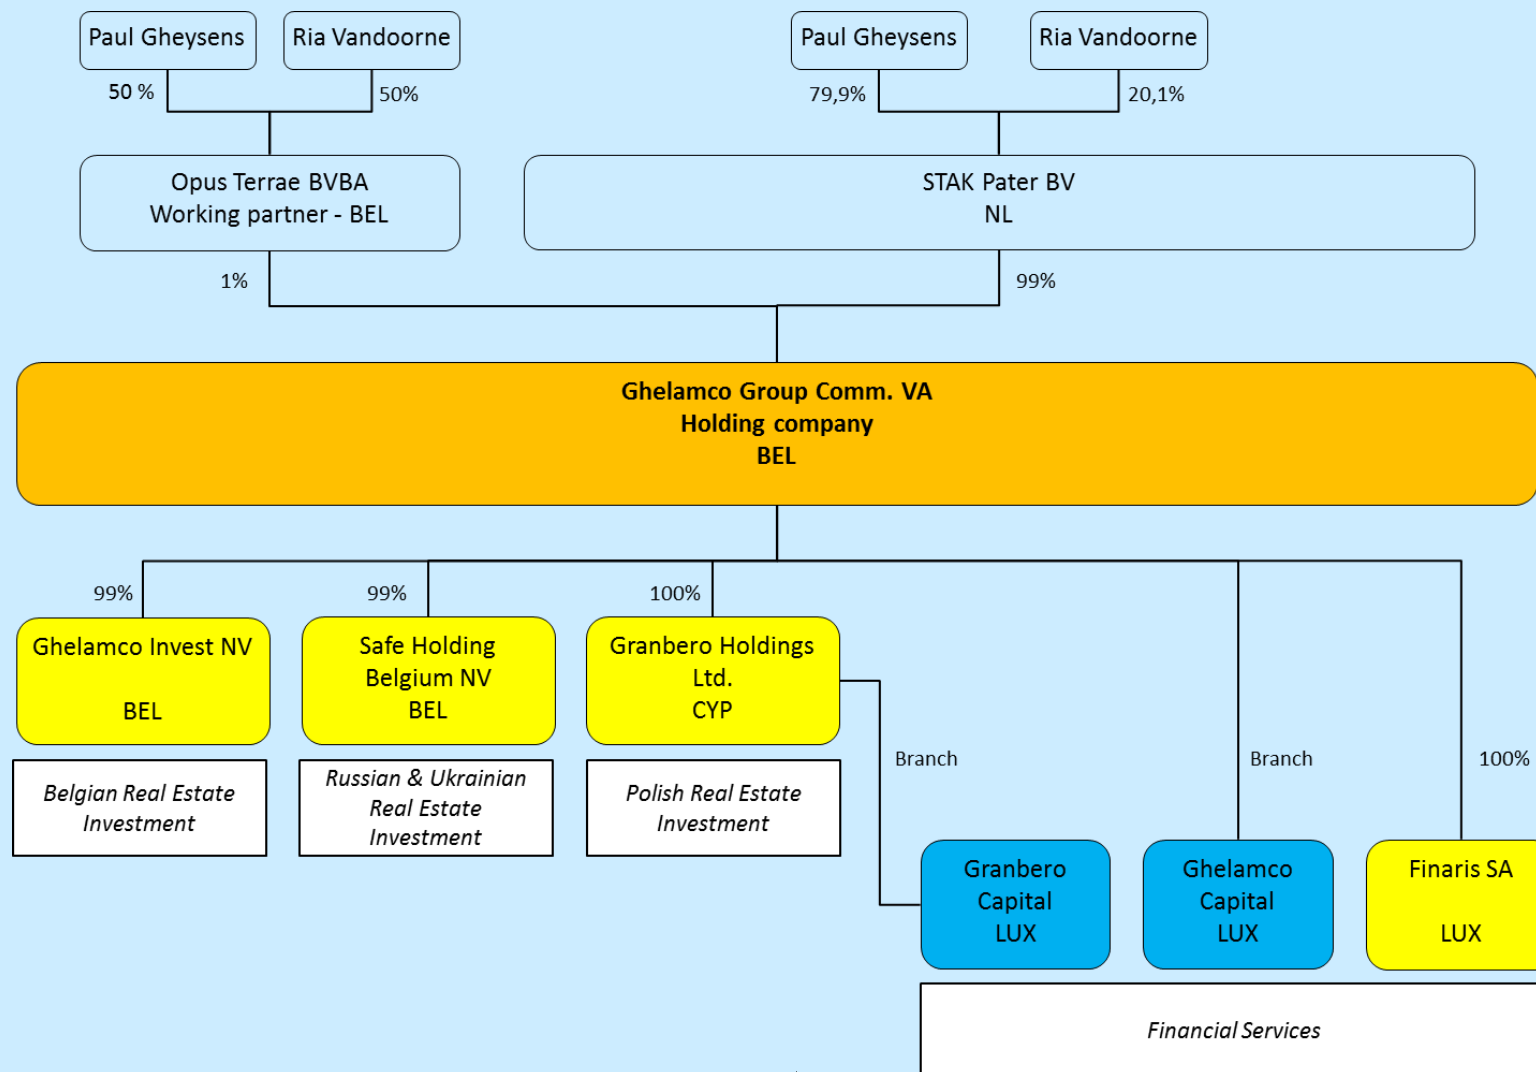 Paul Gheysens
Ria Vandoorne
Paul Gheysens
Ria Vandoorne
50 %
50%
79,9%
20,1%
Opus Terrae BVBA
Working partner - BEL
STAK Pater BV
NL
1%
99%
Ghelamco Group Comm. VA
Holding company
BEL
99%
99%
100%
Ghelamco Invest NV
BEL
Safe Holding
Belgium NV
BEL
Granbero Holdings
Ltd.
CYP
Belgian Real Estate
Investment
Russian & Ukrainian
Real Estate
Investment
Polish Real Estate
Investment
Branch
Branch
100%
Granbero
Capital
LUX
Ghelamco
Capital
LUX
Finaris SA
LUX
Financial Services